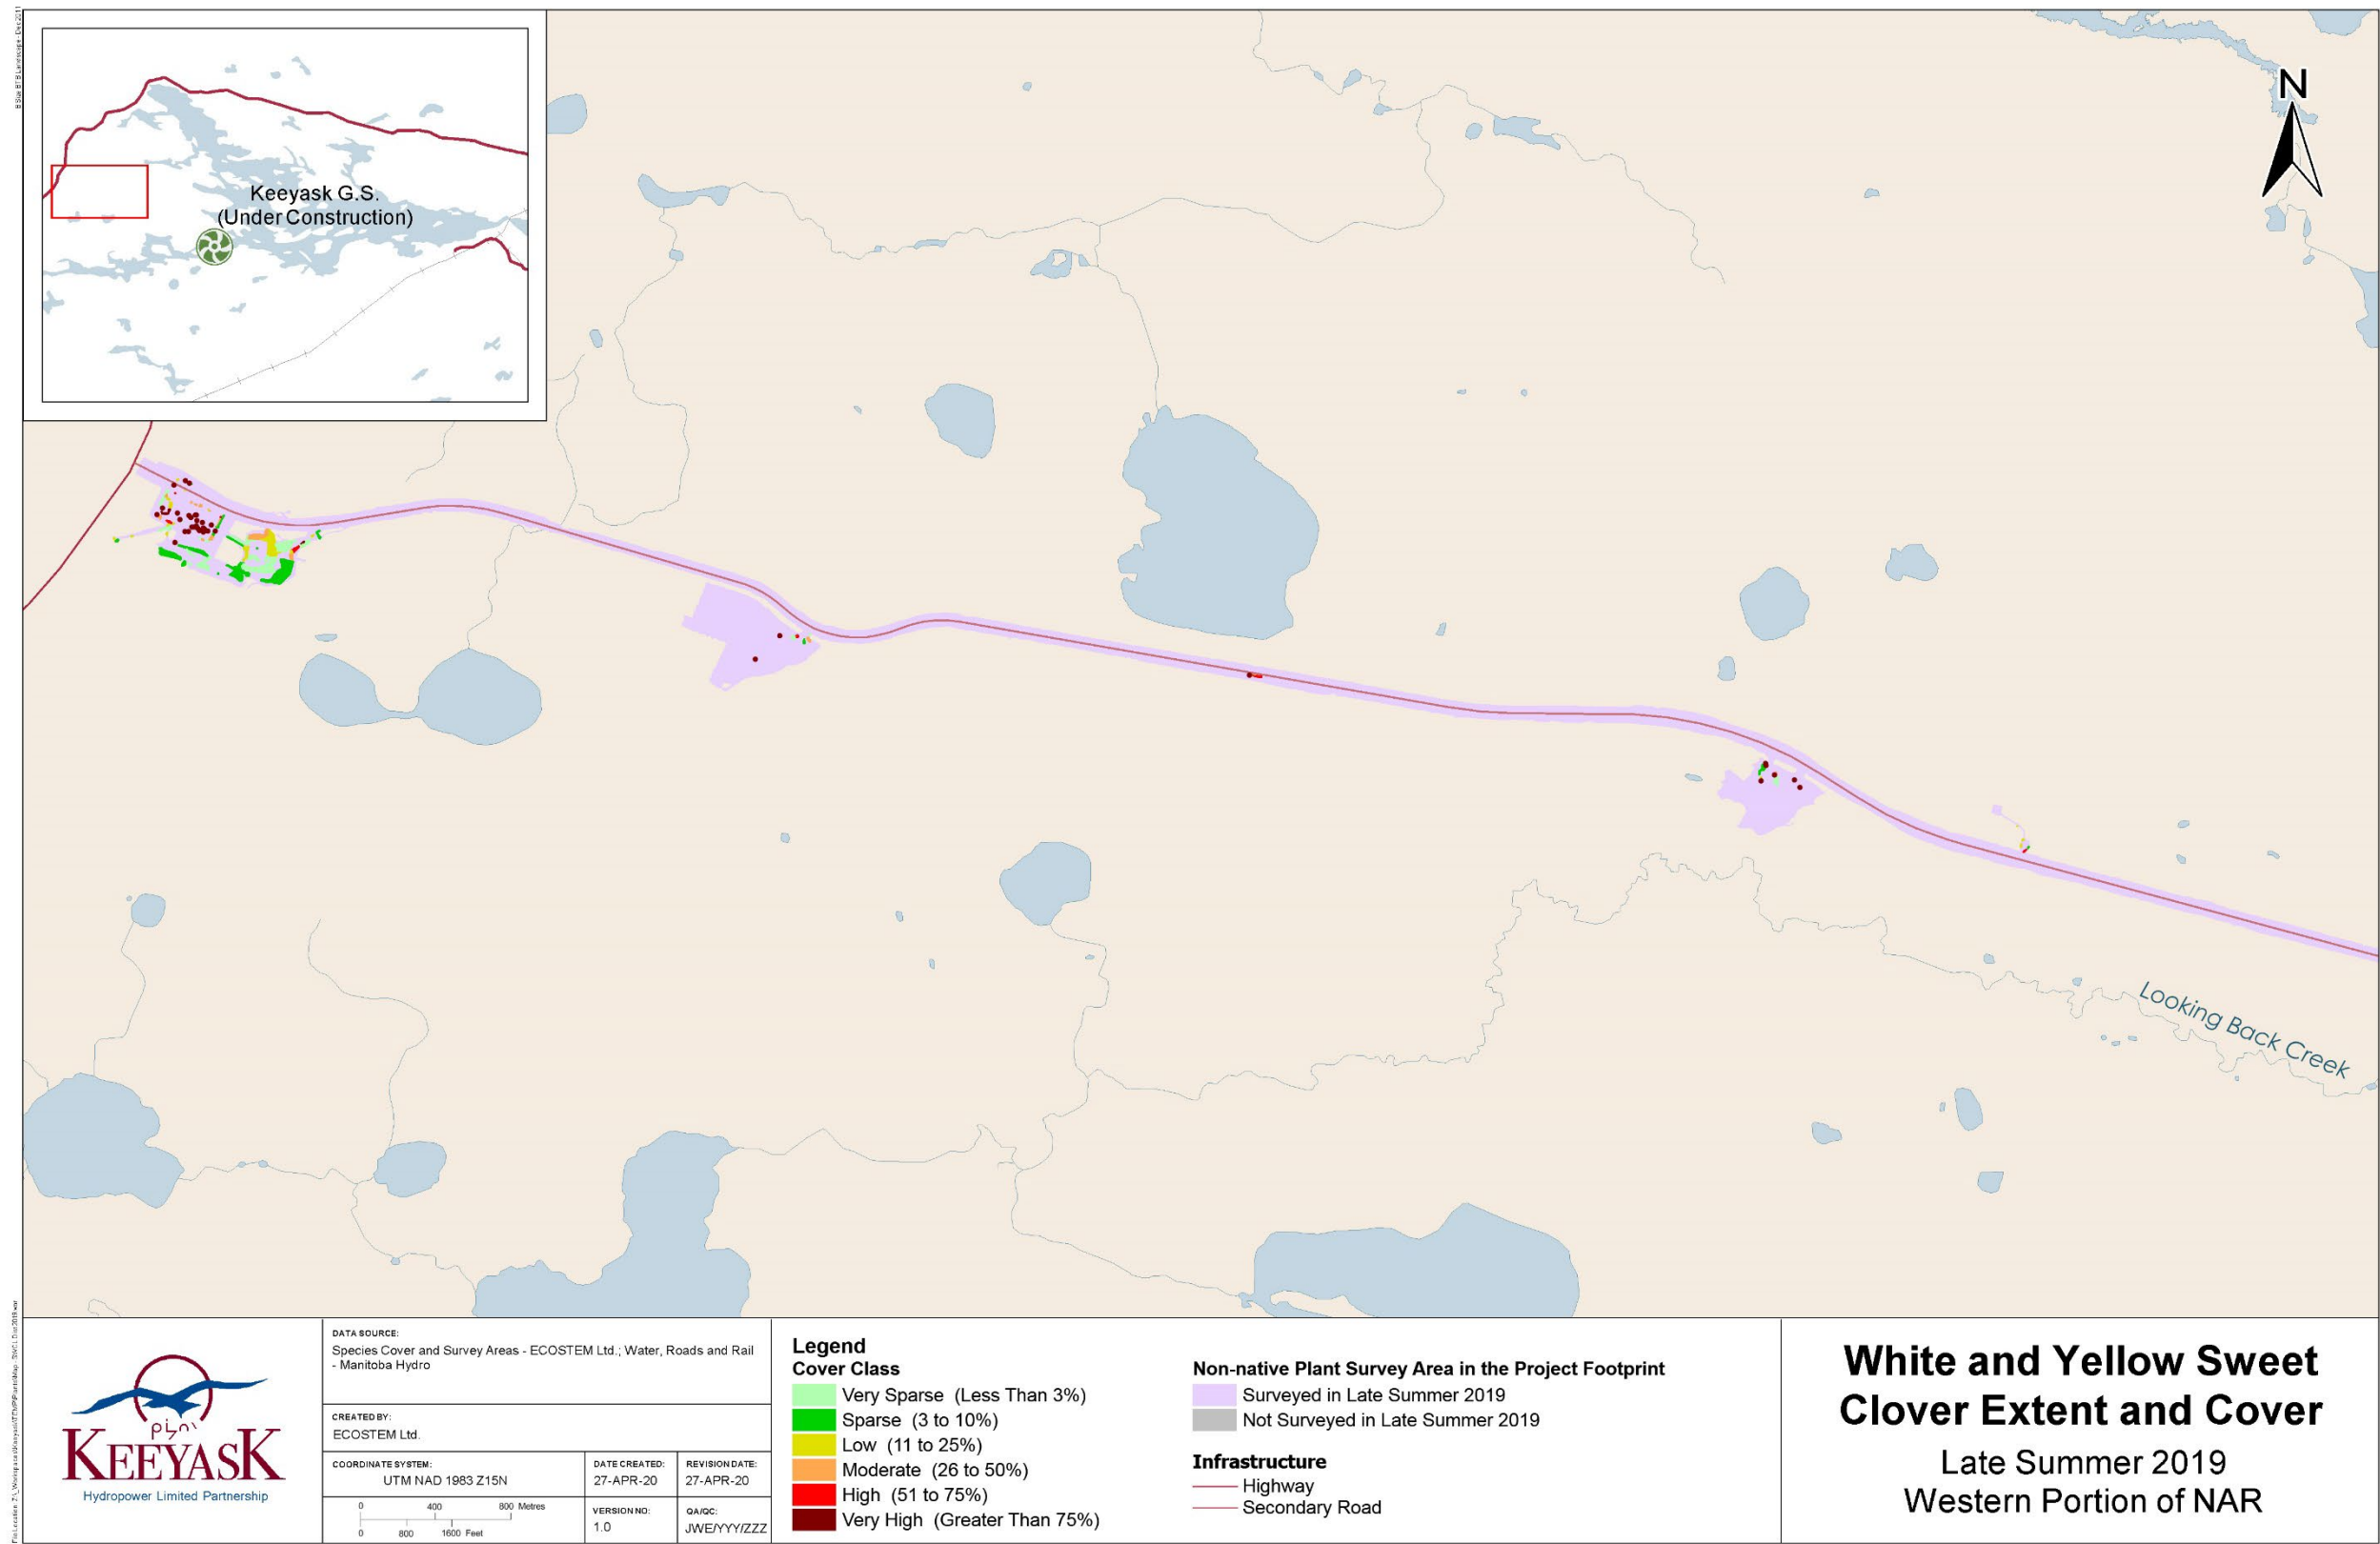 N
Keeyask G.S.
(Under Construction)
Looking Back Creek
KEEYASK
Hydropower Limited Partnership
DATA SOURCE:
Species Cover and Survey Areas - ECOSTEM Ltd.; Water, Roads and Rail
- Manitoba Hydro
CREATED BY:
ECOSTEM Ltd.
COORDINATE SYSTEM:
UTM NAD 1983 Z15N
DATE CREATED:
27-APR-20
REVISION DATE:
27-APR-20
0 400 800 Metres
0 800 1600 Feet
VERSION NO:
1.0
QA/QC:
JWE/YYY/ZZZ
Legend
Cover Class
Very Sparse (Less Than 3%)
Sparse (3 to 10%)
Low (11 to 25%)
Moderate (26 to 50%)
High (51 to 75%)
Very High (Greater Than 75%)
Non-native Plant Survey Area in the Project Footprint
Surveyed in Late Summer 2019
Not Surveyed in Late Summer 2019
Infrastructure
Highway
Secondary Road
White and Yellow Sweet
Clover Extent and Cover
Late Summer 2019
Western Portion of NAR